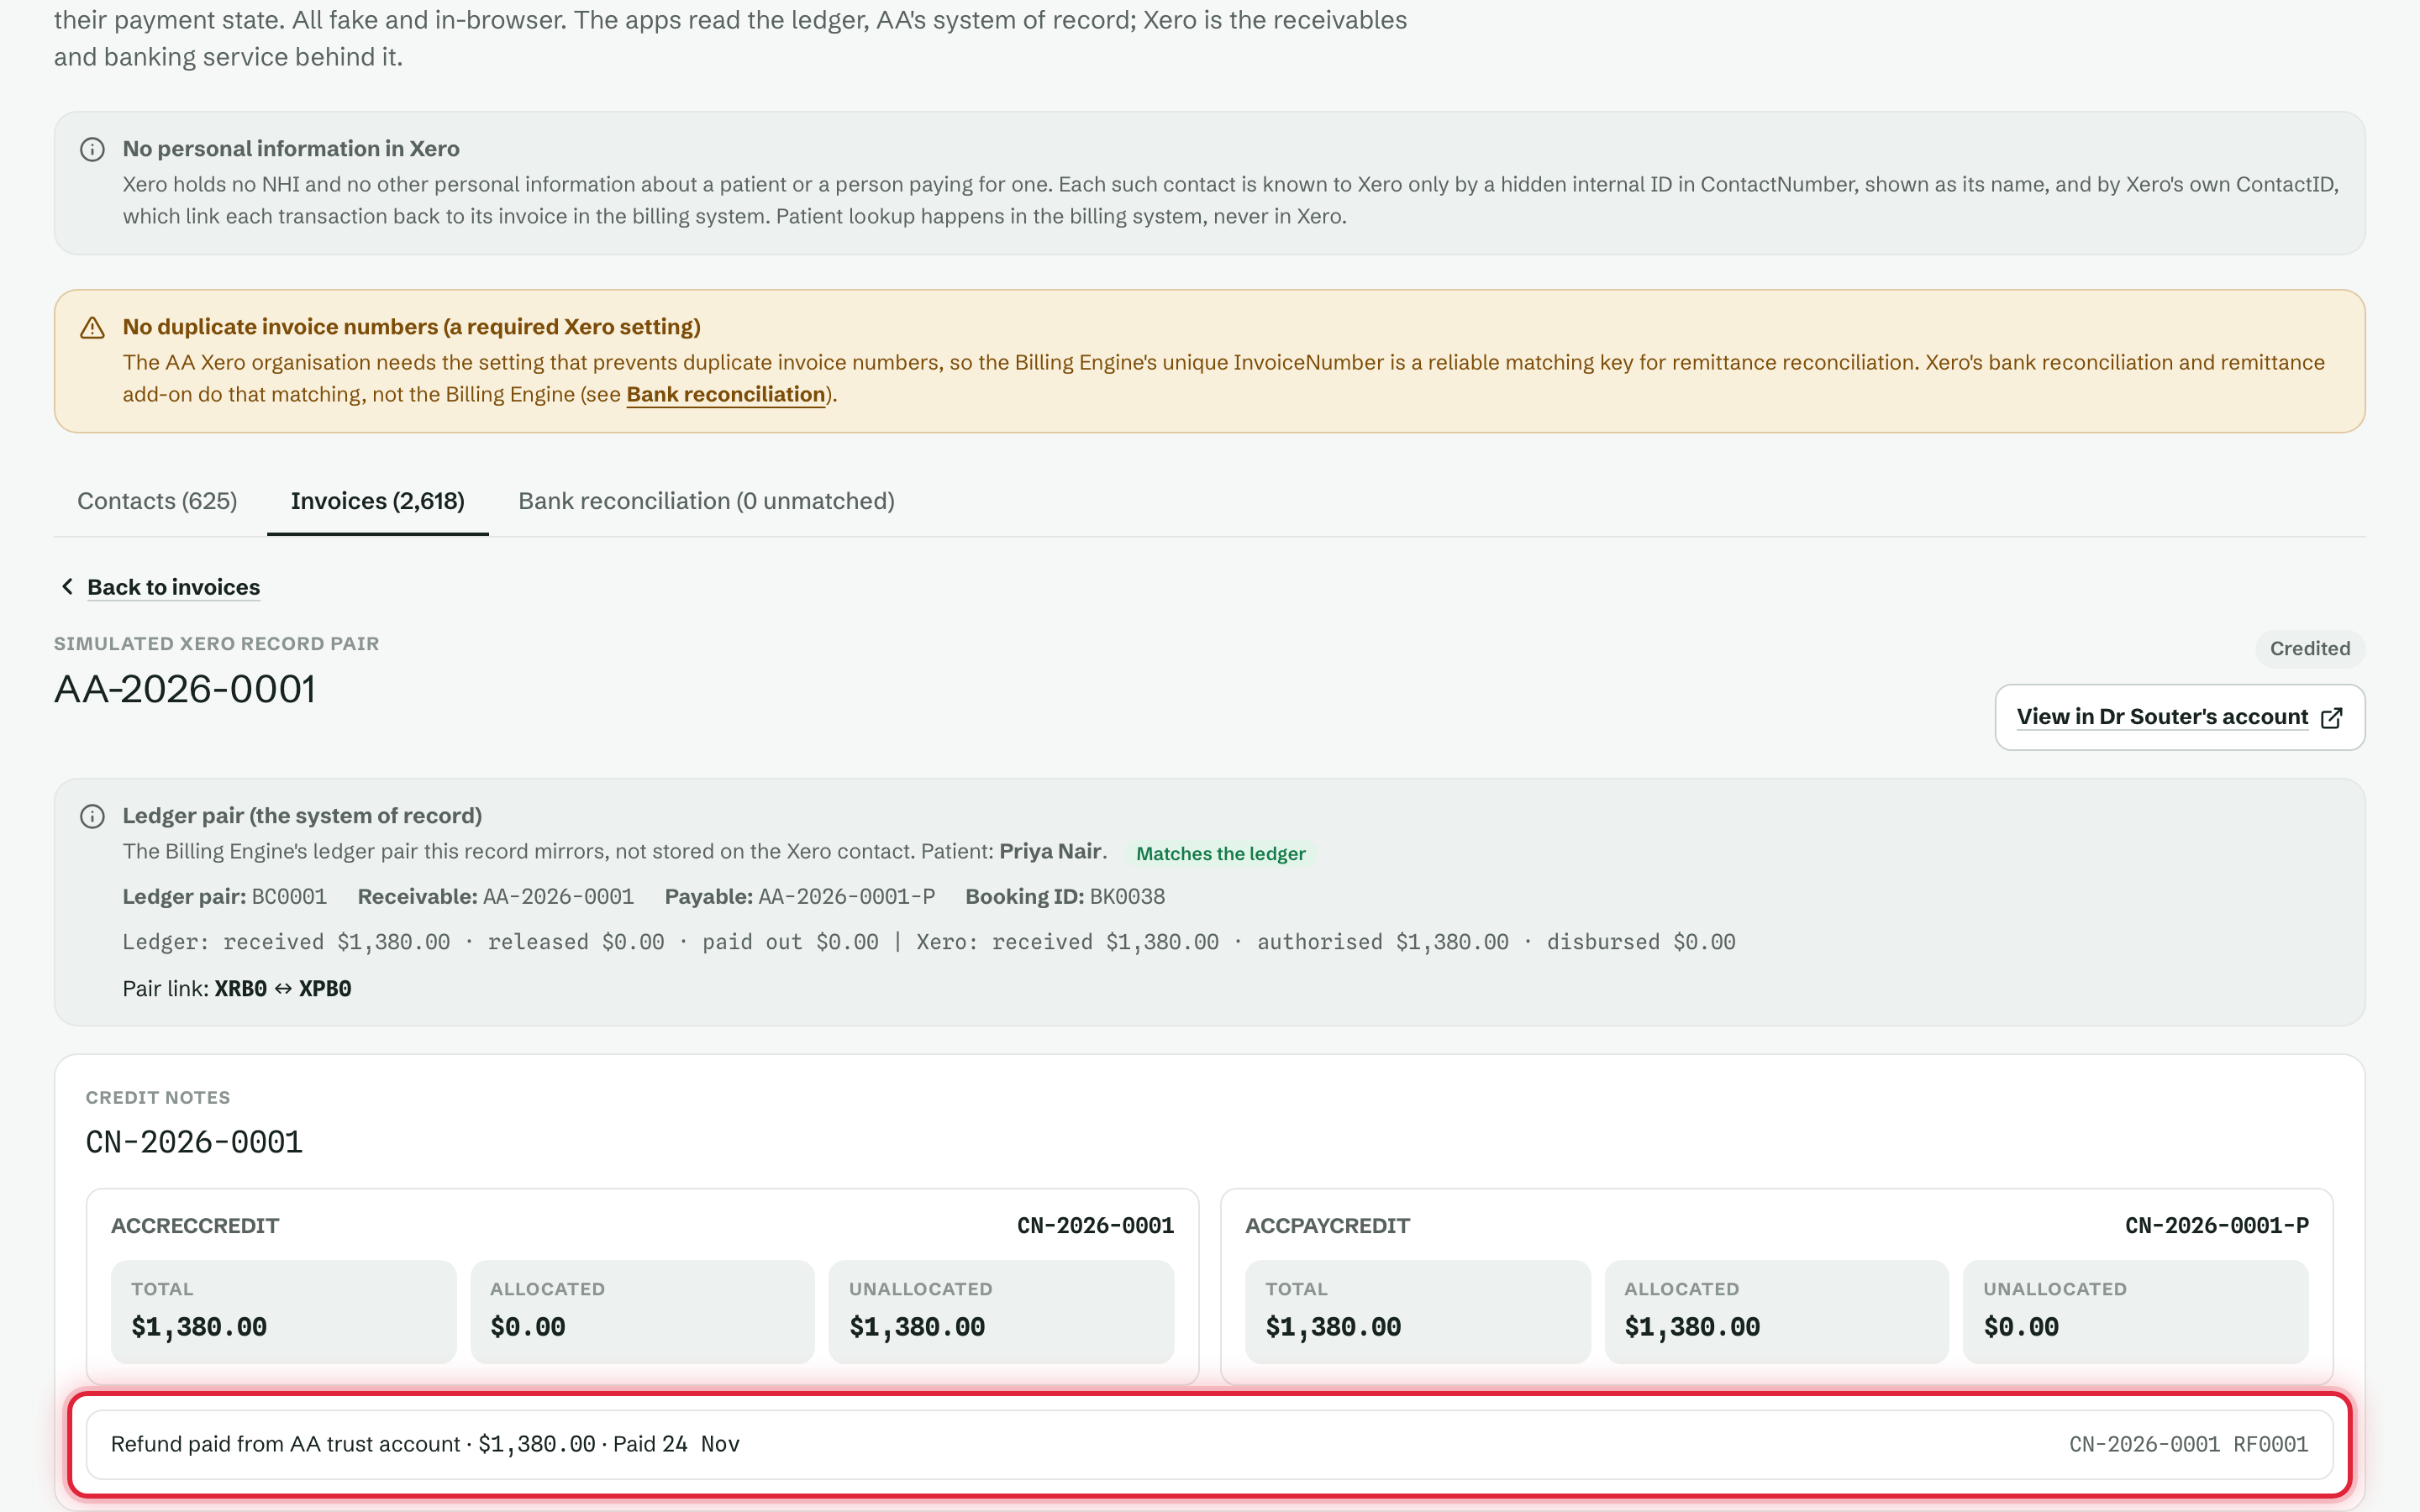 their payment state. All fake and in-browser. The apps read the ledger, AA's system of record; Xero is the receivables
and banking service behind it.
No personal information in Xero
Xero holds no NHI and no other personal information about a patient or a person paying for one. Each such contact is known to Xero only by a hidden internal ID in ContactNumber, shown as its name, and by Xero's own ContactID,
which link each transaction back to its invoice in the billing system. Patient lookup happens in the billing system, never in Xero.
No duplicate invoice numbers (a required Xero setting)
The AA Xero organisation needs the setting that prevents duplicate invoice numbers, so the Billing Engine's unique InvoiceNumber is a reliable matching key for remittance reconciliation. Xero's bank reconciliation and remittance
add-on do that matching, not the Billing Engine (see Bank reconciliation).
Contacts (625) Invoices (2,618) Bank reconciliation (0 unmatched)
Back to invoices
SIMULATED XERO RECORD PAIR
AA-2026-0001
Credited
View in Dr Souter's account
Ledger pair (the system of record)
The Billing Engine's ledger pair this record mirrors, not stored on the Xero contact. Patient: Priya Nair. Matches the ledger
Ledger pair: BC0001 Receivable: AA-2026-0001 Payable: AA-2026-0001-P Booking ID: BK0038
Ledger: received $1,380.00 · released $0.00 · paid out $0.00 | Xero: received $1,380.00 · authorised $1,380.00 · disbursed $0.00
Pair link: XRB0 ↔ XPB0
CREDIT NOTES
CN-2026-0001
ACCRECCREDIT CN-2026-0001
TOTAL ALLOCATED UNALLOCATED
$1,380.00 $0.00 $1,380.00
ACCPAYCREDIT CN-2026-0001-P
TOTAL ALLOCATED UNALLOCATED
$1,380.00 $1,380.00 $0.00
Refund paid from AA trust account · $1,380.00 · Paid 24 Nov CN-2026-0001 RF0001